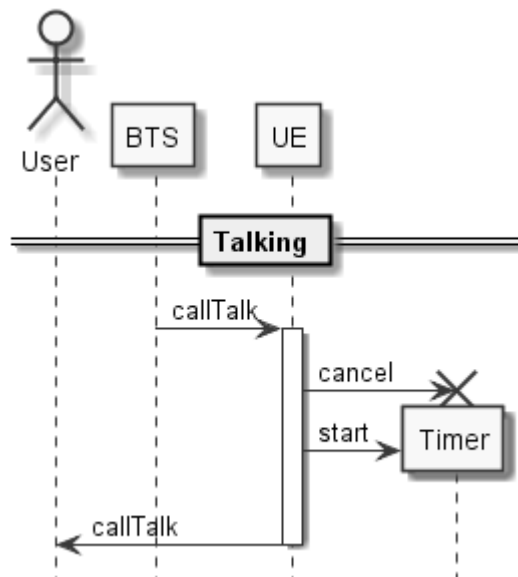 User
BTS
UE
Talking
callTalk
cancel
start
Timer
callTalk